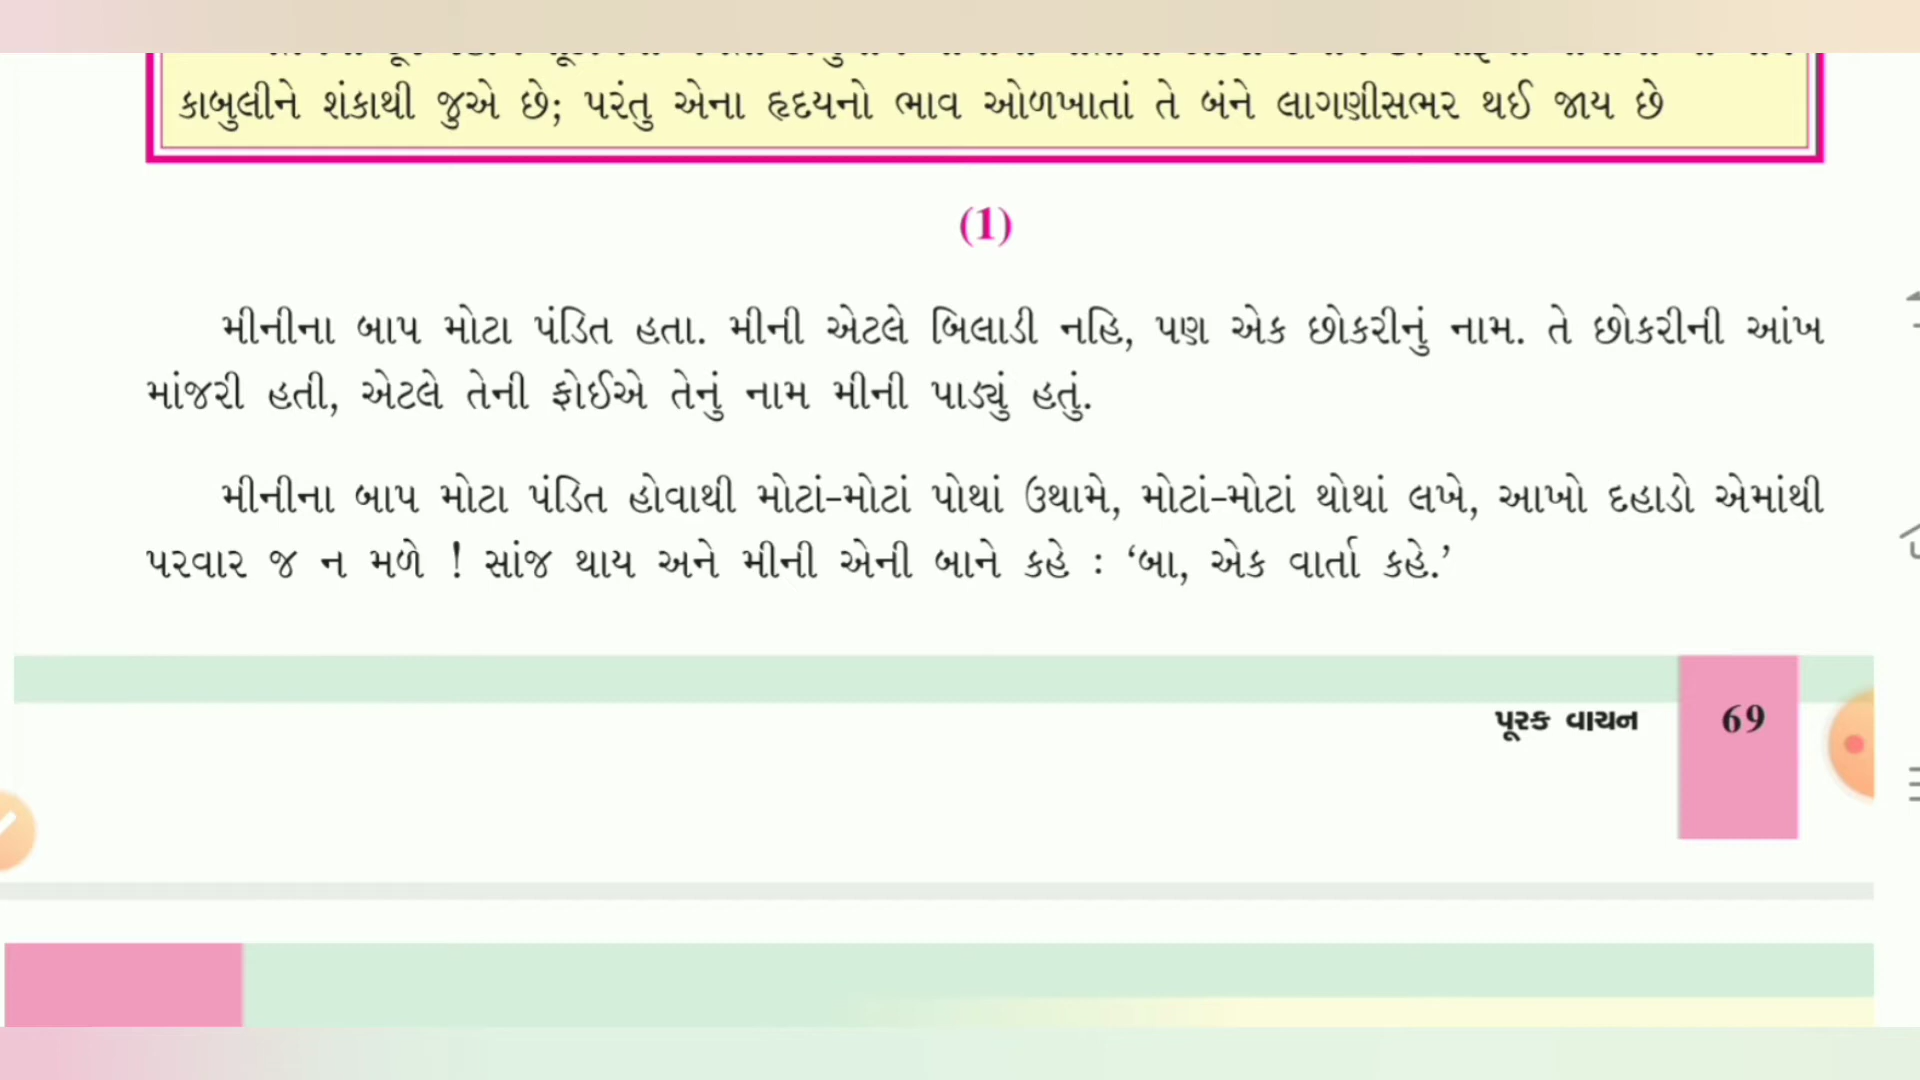 કાબુલીને શંકાથી જુએ છે; પરંતુ એના હૃદયનો ભાવ ઓળખાતાં તે બંને લાગણીસભર થઈ જાય છે
(1)
મીનીના બાપ મોટા પંડિત હતા. મીની એટલે બિલાડી નહિ, પણ એક છોકરીનું નામ. તે છોકરીની આંખ
માંજરી હતી, એટલે તેની ફોઈએ તેનું નામ મીની પાડ્યું હતું.
મીનીના બાપ મોટા પંડિત હોવાથી મોટાં-મોટાં પોથાં ઉથામે, મોટાં-મોટાં થોથાં લખે, આખો દહાડો એમાંથી
પરવાર જ ન મળે ! સાંજ થાય અને મીની એની બાને કહે : ‘બા, એક વાર્તા કહે.’
પૂરક વાચન 69